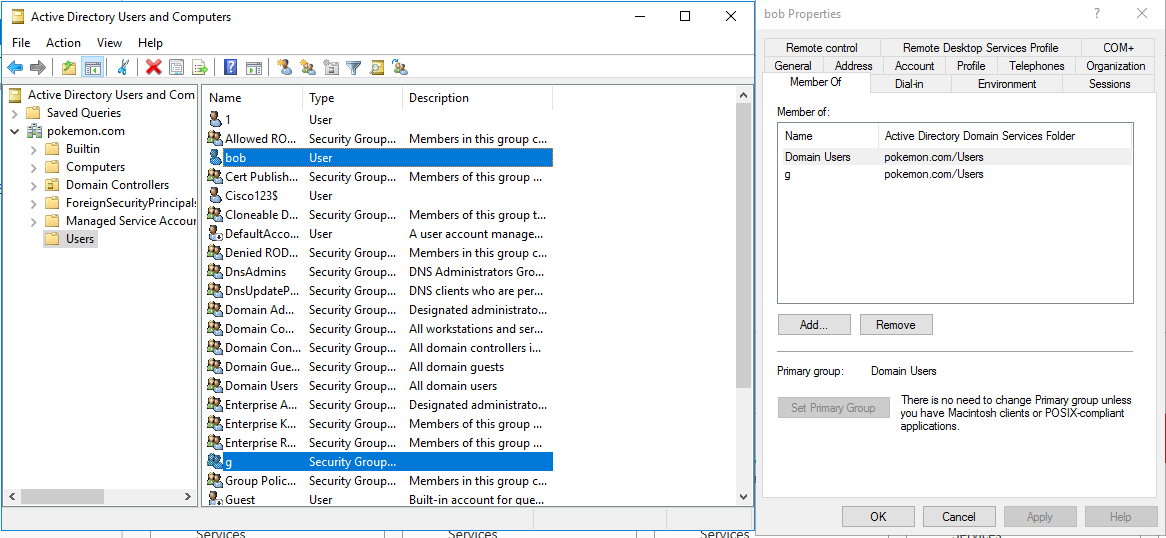 Active Directory Users and Computers
File Action View Help
Active Directory Users and Com
Saved Queries
pokemon.com
Builtin
Computers
Domain Controllers
ForeignSecurityPrincipals
Managed Service Accour
Users
Name Type Description
1 User
Allowed RO... Security Group... Members in this group c...
bob User
Cert Publish... Security Group... Members of this group ...
Cisco123$ User
Cloneable D... Security Group... Members of this group t...
DefaultAcco... User A user account manage...
Denied ROD... Security Group... Members in this group c...
DnsAdmins Security Group... DNS Administrators Gro...
DnsUpdateP... Security Group... DNS clients who are per...
Domain Ad... Security Group... Designated administrato...
Domain Co... Security Group... All workstations and ser...
Domain Con... Security Group... All domain controllers i...
Domain Gue... Security Group... All domain guests
Domain Users Security Group... All domain users
Enterprise A... Security Group... Designated administrato...
Enterprise K... Security Group... Members of this group ...
Enterprise R... Security Group... Members of this group ...
g Security Group...
Group Polic... Security Group... Members in this group c...
Guest User Built-in account for gue...
bob Properties
Remote control Remote Desktop Services Profile COM+
General Address Account Profile Telephones Organization
Member Of Dial-in Environment Sessions
Member of:
Name Active Directory Domain Services Folder
Domain Users pokemon.com/Users
g pokemon.com/Users
Add... Remove
Primary group: Domain Users
Set Primary Group
There is no need to change Primary group unless
you have Macintosh clients or POSIX-compliant
applications.
OK Cancel Apply Help
Services Services Services Services